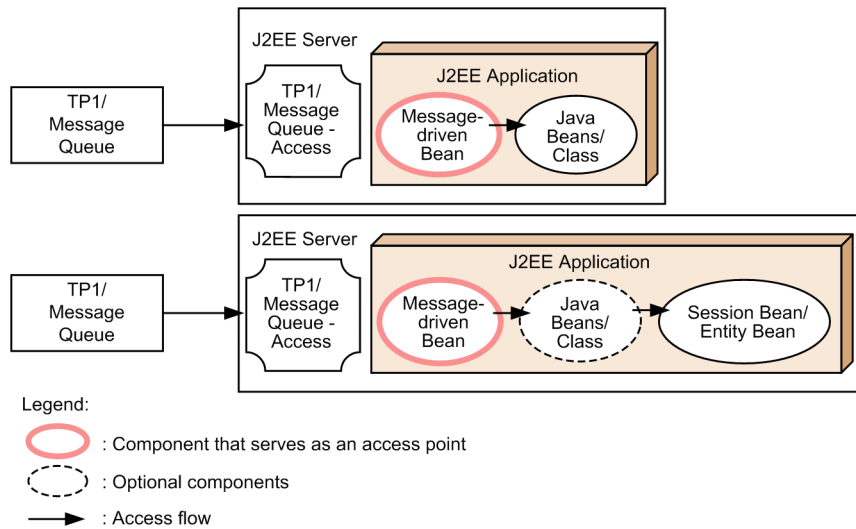 J2EE Server
TP1/
Message
Queue
TP1/
Message
Queue -
Access
J2EE Application
Message-
driven
Bean
Java
Beans/
Class
J2EE Server
TP1/
Message
Queue
TP1/
Message
Queue -
Access
J2EE Application
Message-
driven
Bean
Java
Beans/
Class
Session Bean/
Entity Bean
Legend:
: Component that serves as an access point
: Optional components
: Access flow